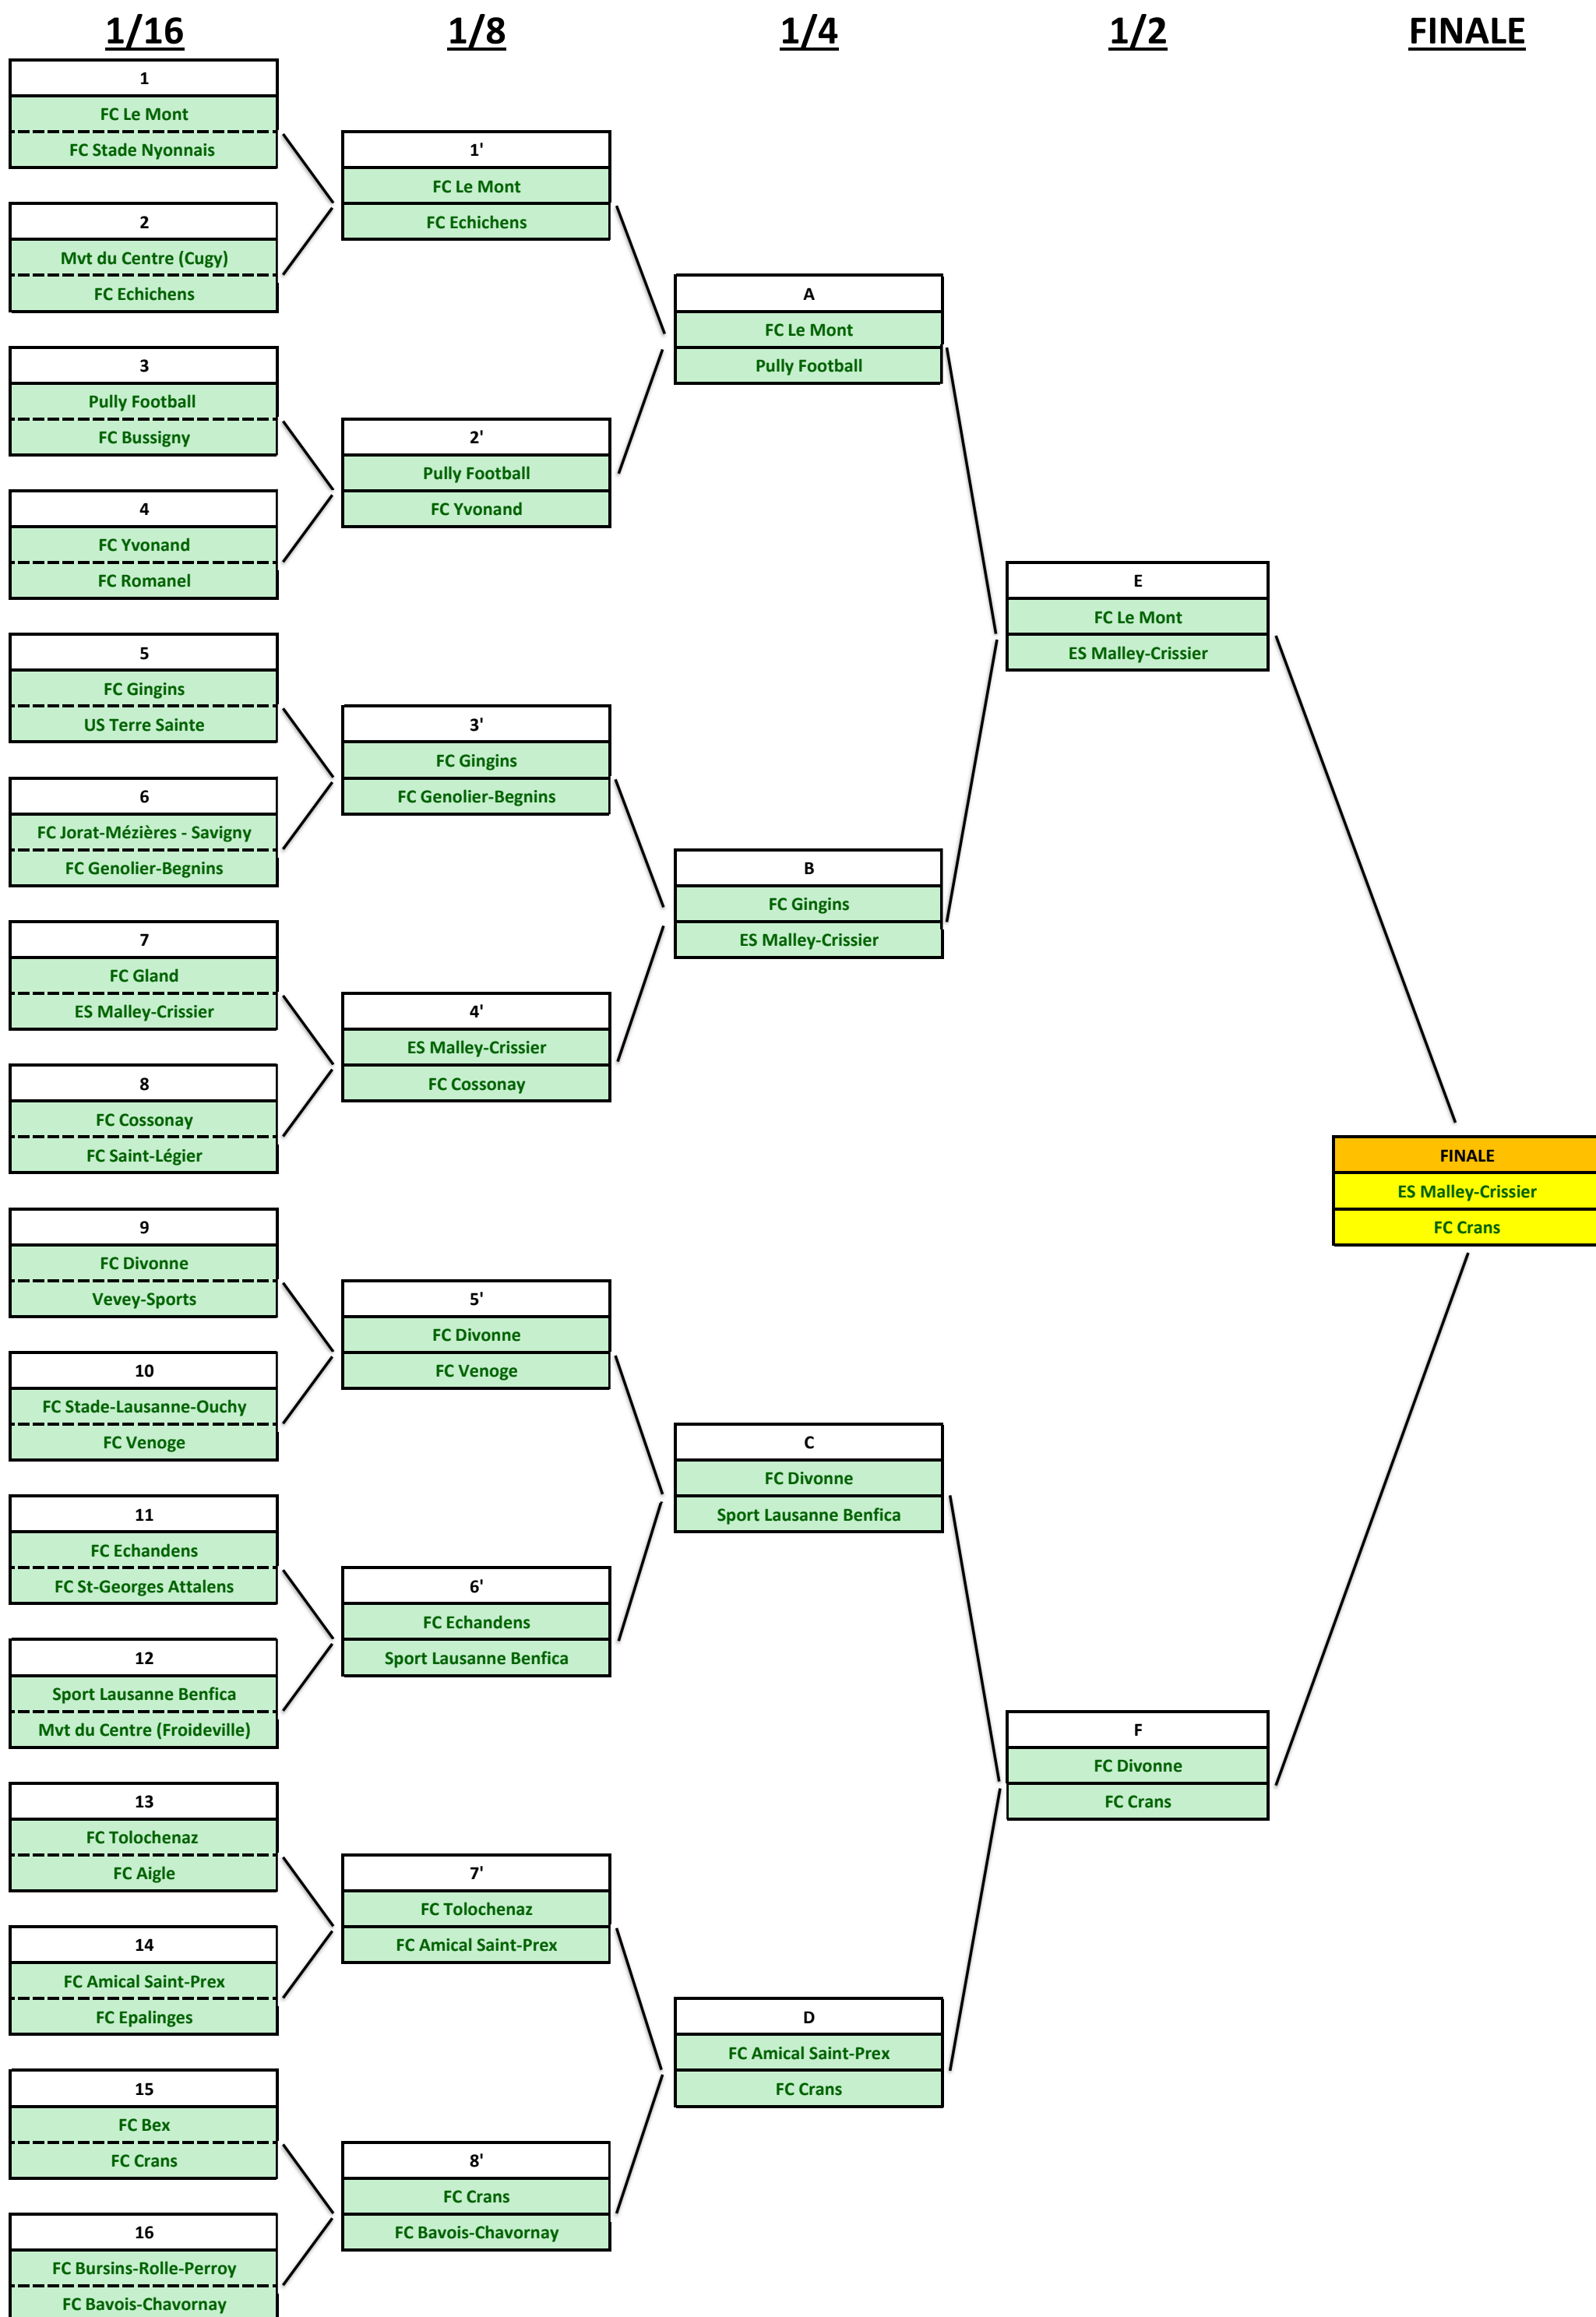 1/16
1/8
1/4
1/2
FINALE
1
FC Le Mont
FC Stade Nyonnais
2
Mvt du Centre (Cugy)
FC Echichens
3
Pully Football
FC Bussigny
4
FC Yvonand
FC Romanel
5
FC Gingins
US Terre Sainte
6
FC Jorat-Mézières - Savigny
FC Genolier-Begnins
7
FC Gland
ES Malley-Crissier
8
FC Cossonay
FC Saint-Légier
9
FC Divonne
Vevey-Sports
10
FC Stade-Lausanne-Ouchy
FC Venoge
11
FC Echandens
FC St-Georges Attalens
12
Sport Lausanne Benfica
Mvt du Centre (Froideville)
13
FC Tolochenaz
FC Aigle
14
FC Amical Saint-Prex
FC Epalinges
15
FC Bex
FC Crans
16
FC Bursins-Rolle-Perroy
FC Bavois-Chavornay
1'
FC Le Mont
FC Echichens
2'
Pully Football
FC Yvonand
3'
FC Gingins
FC Genolier-Begnins
4'
ES Malley-Crissier
FC Cossonay
5'
FC Divonne
FC Venoge
6'
FC Echandens
Sport Lausanne Benfica
7'
FC Tolochenaz
FC Amical Saint-Prex
8'
FC Crans
FC Bavois-Chavornay
A
FC Le Mont
Pully Football
B
FC Gingins
ES Malley-Crissier
C
FC Divonne
Sport Lausanne Benfica
D
FC Amical Saint-Prex
FC Crans
E
FC Le Mont
ES Malley-Crissier
F
FC Divonne
FC Crans
FINALE
ES Malley-Crissier
FC Crans